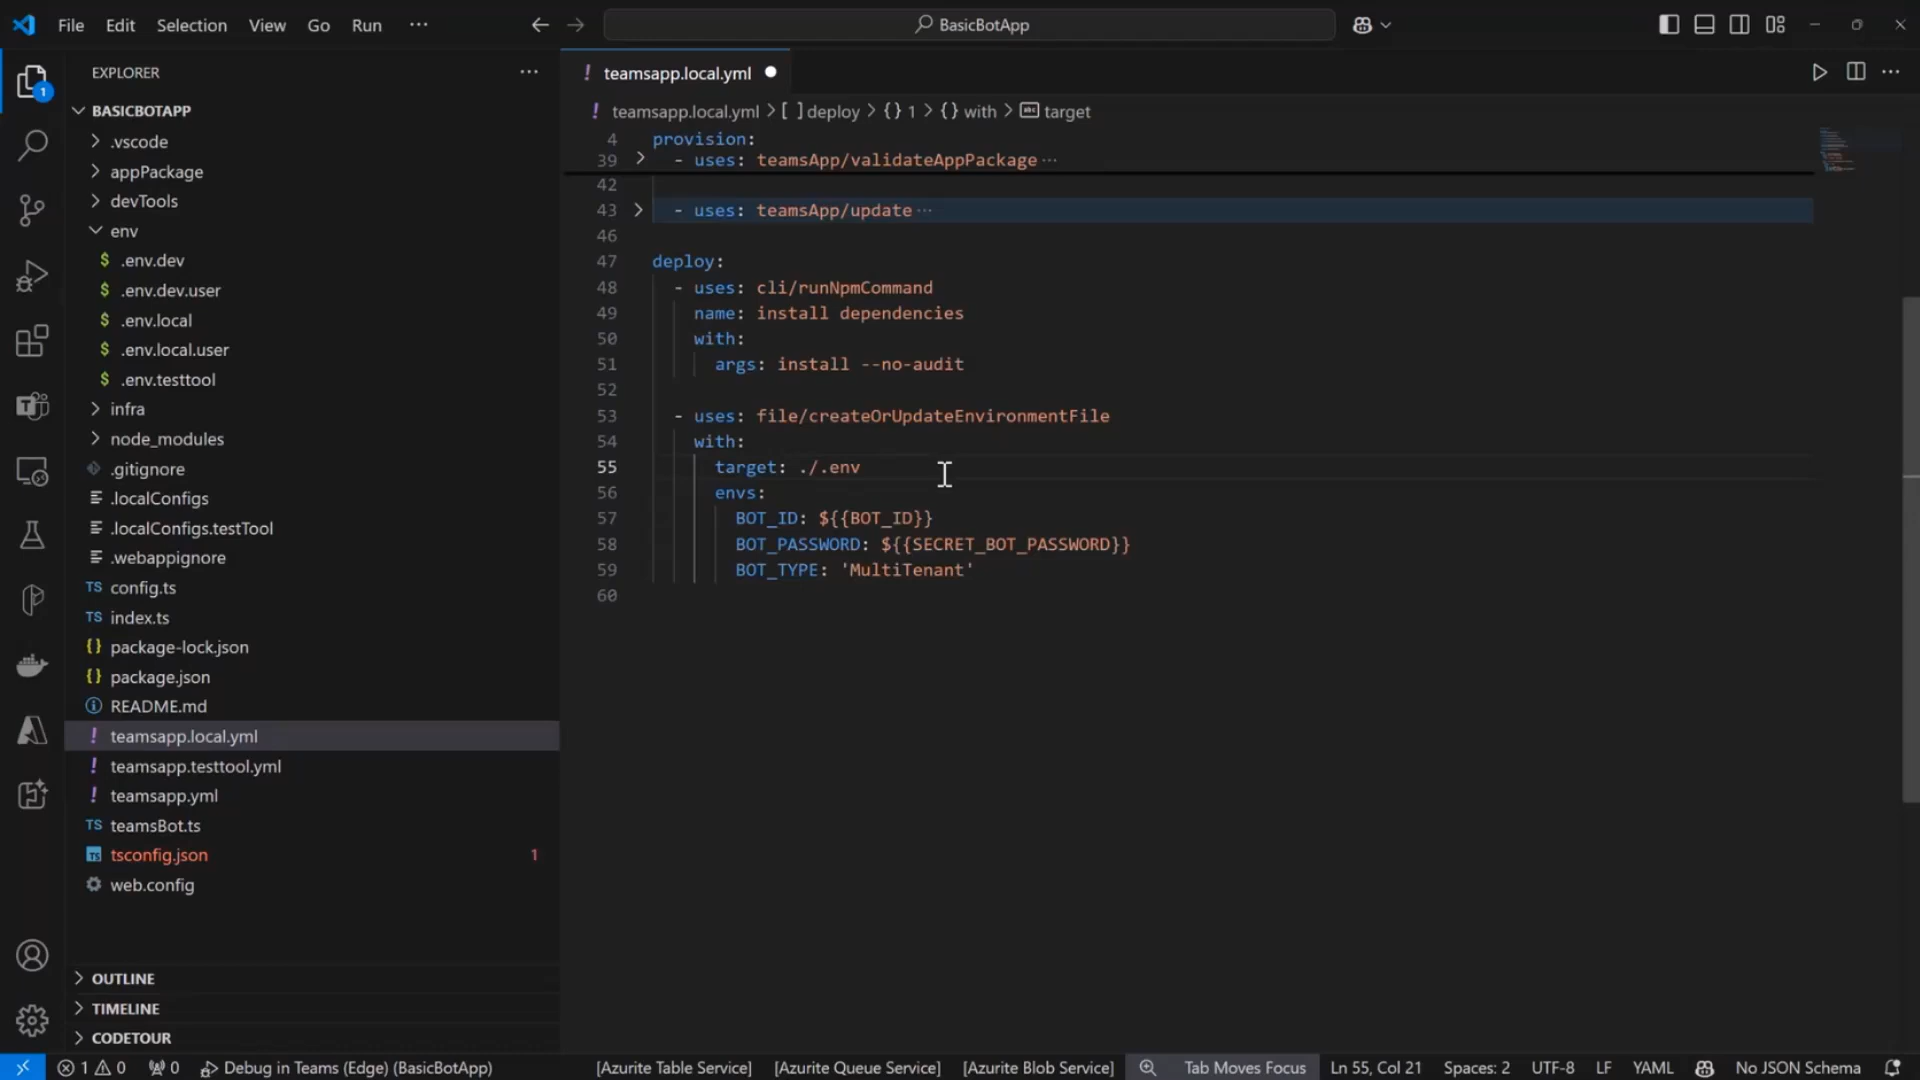 File Edit Selection View Go Run ···
BasicBotApp
EXPLORER
teamsapp.local.yml
teamsapp.local.yml > [ ] deploy > {} 1 > {} with > target
1
BASICBOTAPP
.vscode
appPackage
devTools
env
.env.dev
.env.dev.user
.env.local
.env.local.user
.env.testtool
infra
node_modules
.gitignore
.localConfigs
.localConfigs.testTool
.webappignore
TS config.ts
TS index.ts
{} package-lock.json
{} package.json
README.md
! teamsapp.local.yml
! teamsapp.testtool.yml
! teamsapp.yml
TS teamsBot.ts
TS tsconfig.json 1
web.config
OUTLINE
TIMELINE
CODETOUR
4 provision:
39 - uses: teamsApp/validateAppPackage ···
42
43 - uses: teamsApp/update ···
46
47 deploy:
48 - uses: cli/runNpmCommand
49 name: install dependencies
50 with:
51 args: install --no-audit
52
53 - uses: file/createOrUpdateEnvironmentFile
54 with:
55 target: ./.env
56 envs:
57 BOT_ID: ${{BOT_ID}}
58 BOT_PASSWORD: ${{SECRET_BOT_PASSWORD}}
59 BOT_TYPE: 'MultiTenant'
60
1 0 0 Debug in Teams (Edge) (BasicBotApp) [Azurite Table Service] [Azurite Queue Service] [Azurite Blob Service] Tab Moves Focus Ln 55, Col 21 Spaces: 2 UTF-8 LF YAML No JSON Schema